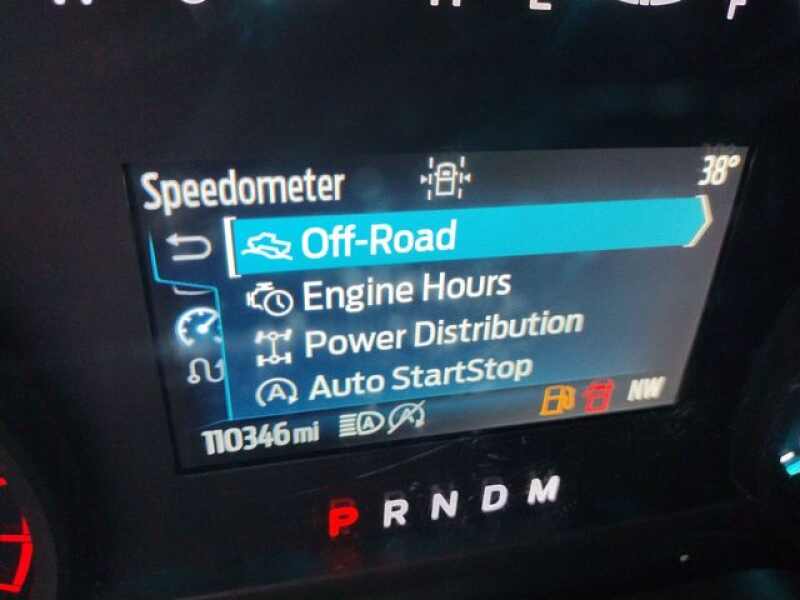 Speedometer 38°
Off-Road
Engine Hours
Power Distribution
Auto StartStop
110346 mi NW
P R N D M